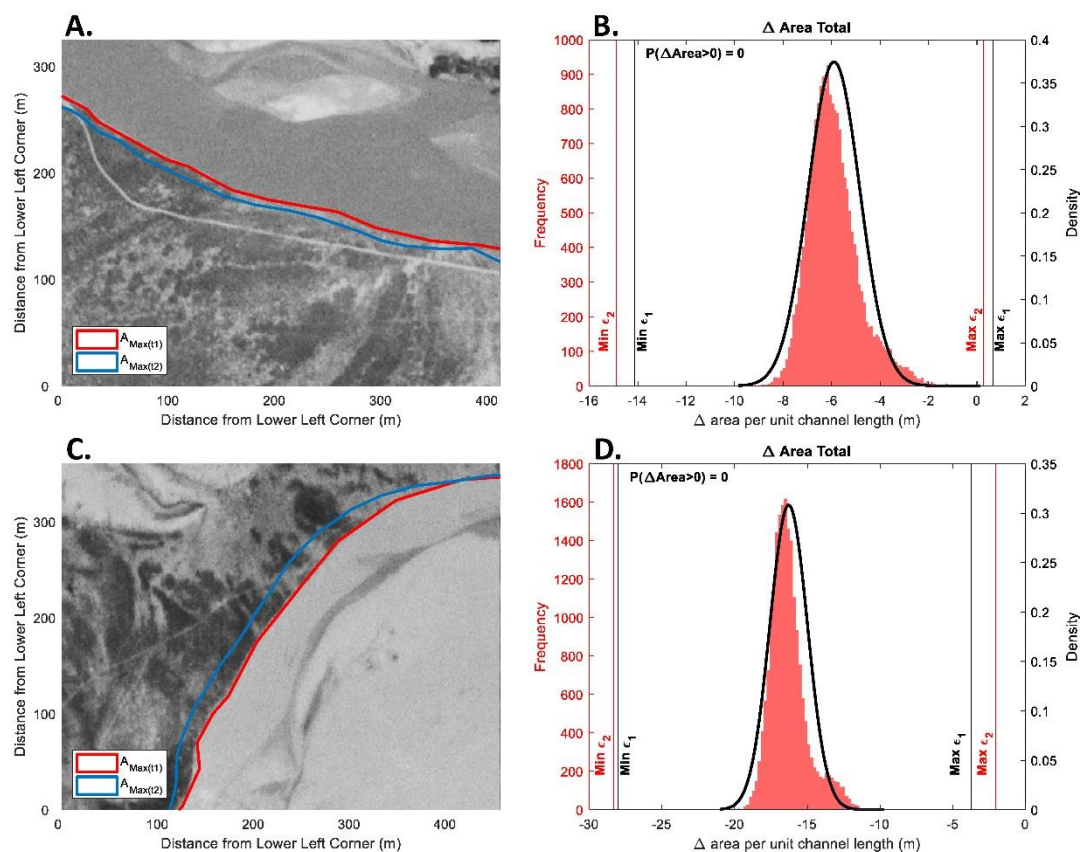 A.
300
200
100
0
Distance from Lower Left Corner (m)
0 100 200 300 400
Distance from Lower Left Corner (m)
A_Max(t1)
A_Max(t2)
B.
Δ Area Total
P(ΔArea>0) = 0
1000
900
800
700
600
500
400
300
200
100
0
Frequency
Min ε₂
Min ε₁
Max ε₂
Max ε₁
0.4
0.35
0.3
0.25
0.2
0.15
0.1
0.05
0
Density
-16 -14 -12 -10 -8 -6 -4 -2 0 2
Δ area per unit channel length (m)
C.
300
200
100
0
Distance from Lower Left Corner (m)
0 100 200 300 400
Distance from Lower Left Corner (m)
A_Max(t1)
A_Max(t2)
D.
Δ Area Total
P(ΔArea>0) = 0
1800
1600
1400
1200
1000
800
600
400
200
0
Frequency
Min ε₂
Min ε₁
Max ε₁
Max ε₂
0.35
0.3
0.25
0.2
0.15
0.1
0.05
0
Density
-30 -25 -20 -15 -10 -5 0
Δ area per unit channel length (m)